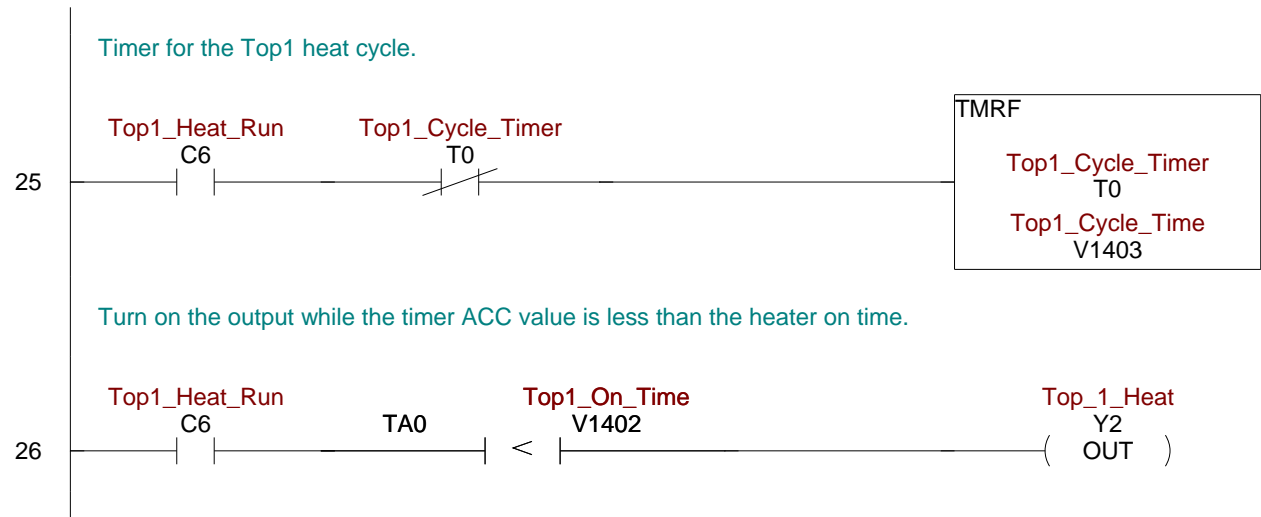 Timer for the Top1 heat cycle.
TMRF
Top1_Heat_Run Top1_Cycle_Timer
C6 T0
Top1_Cycle_Timer
T0
25
Top1_Cycle_Time
V1403
Turn on the output while the timer ACC value is less than the heater on time.
Top1_Heat_Run Top1_On_Time Top_1_Heat
C6 TA0 V1402 Y2
26 < ( OUT )